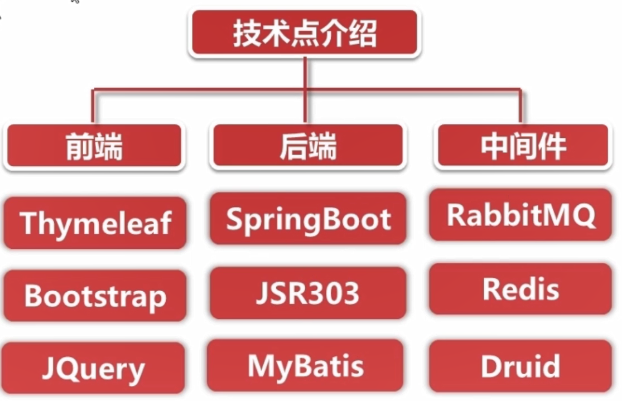 技术点介绍
前端
后端
中间件
Thymeleaf
SpringBoot
RabbitMQ
Bootstrap
JSR303
Redis
JQuery
MyBatis
Druid